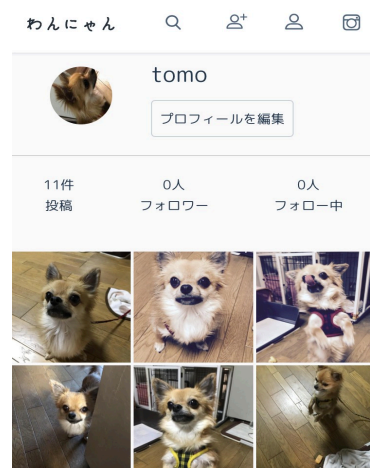 わんにゃん
tomo
プロフィールを編集
11件
投稿
0人
フォロワー
0人
フォロー中